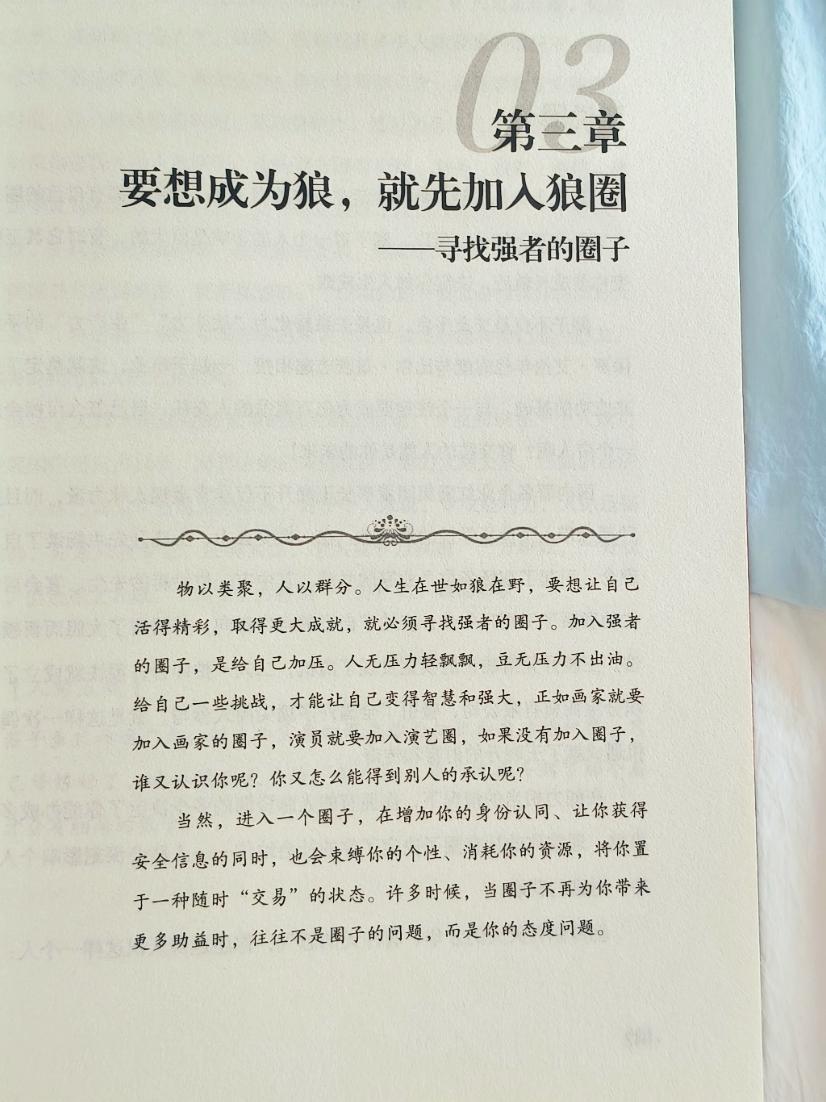 03
第三章
要想成为狼，就先加入狼圈
——寻找强者的圈子
物以类聚，人以群分。人生在世如狼在野，要想让自己
活得精彩，取得更大成就，就必须寻找强者的圈子。加入强者
的圈子，是给自己加压。人无压力轻飘飘，豆无压力不出油。
给自己一些挑战，才能让自己变得智慧和强大，正如画家就要
加入画家的圈子，演员就要加入演艺圈，如果没有加入圈子，
谁又认识你呢？你又怎么能得到别人的承认呢？
当然，进入一个圈子，在增加你的身份认同、让你获得
安全信息的同时，也会束缚你的个性、消耗你的资源，将你置
于一种随时“交易”的状态。许多时候，当圈子不再为你带来
更多助益时，往往不是圈子的问题，而是你的态度问题。